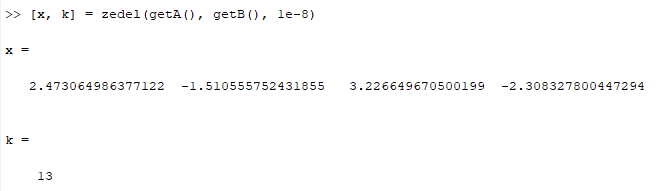 >> [x, k] = zedel(getA(), getB(), 1e-8)
x =
2.473064986377122 -1.510555752431855 3.226649670500199 -2.308327800447294
k =
13